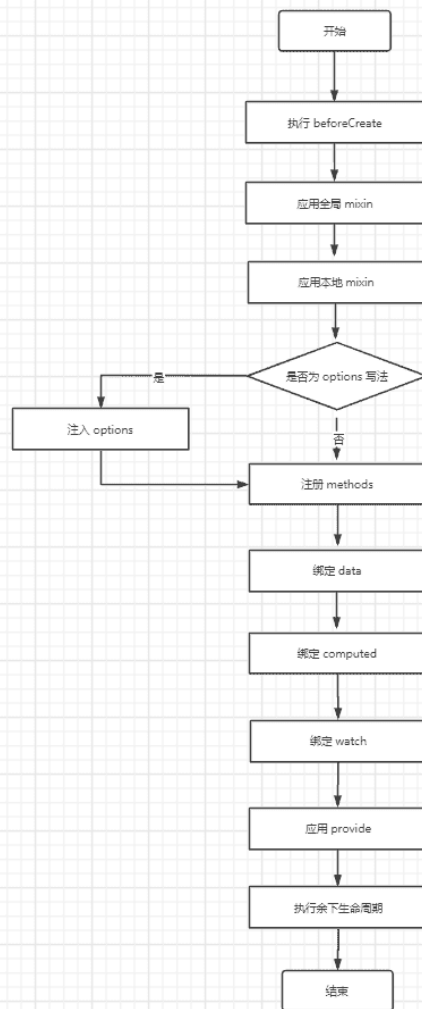 开始
执行 beforeCreate
应用全局 mixin
应用本地 mixin
是否为 options 写法
是
注入 options
否
注册 methods
绑定 data
绑定 computed
绑定 watch
应用 provide
执行余下生命周期
结束